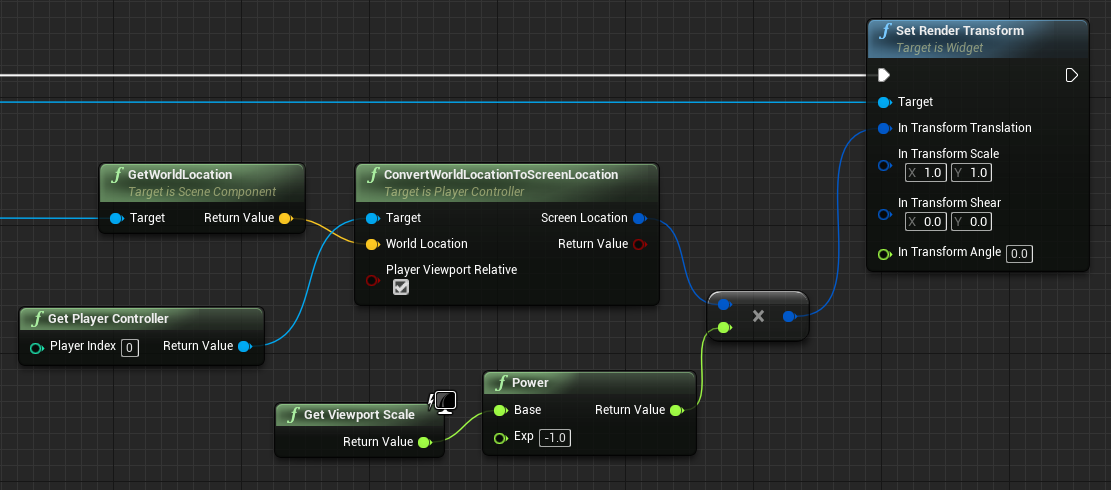 f Set Render Transform
Target is Widget
Target
In Transform Translation
In Transform Scale
X 1.0 Y 1.0
In Transform Shear
X 0.0 Y 0.0
In Transform Angle 0.0
f GetWorldLocation
Target is Scene Component
Target Return Value
f ConvertWorldLocationToScreenLocation
Target is Player Controller
Target Screen Location
World Location Return Value
Player Viewport Relative
f Get Player Controller
Player Index 0 Return Value
×
f Power
Base Return Value
Exp -1.0
f Get Viewport Scale
Return Value